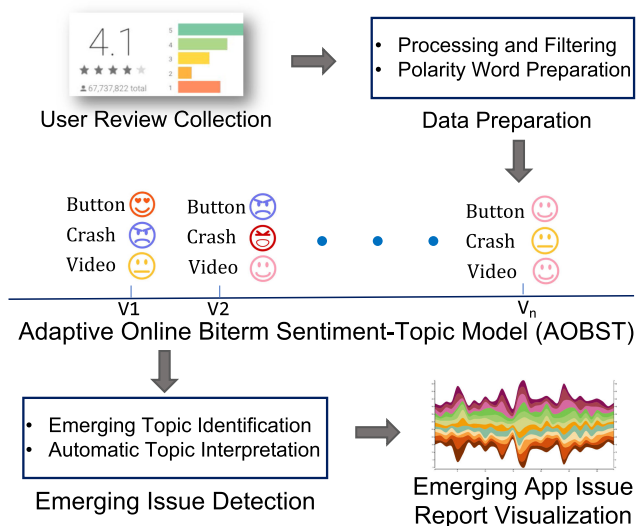 4.1
67,737,822 total
5
4
3
2
1
User Review Collection
• Processing and Filtering
• Polarity Word Preparation
Data Preparation
Button
Crash
Video
Button
Crash
Video
Button
Crash
Video
V1
V2
Vn
Adaptive Online Biterm Sentiment-Topic Model (AOBST)
• Emerging Topic Identification
• Automatic Topic Interpretation
Emerging Issue Detection
Emerging App Issue
Report Visualization